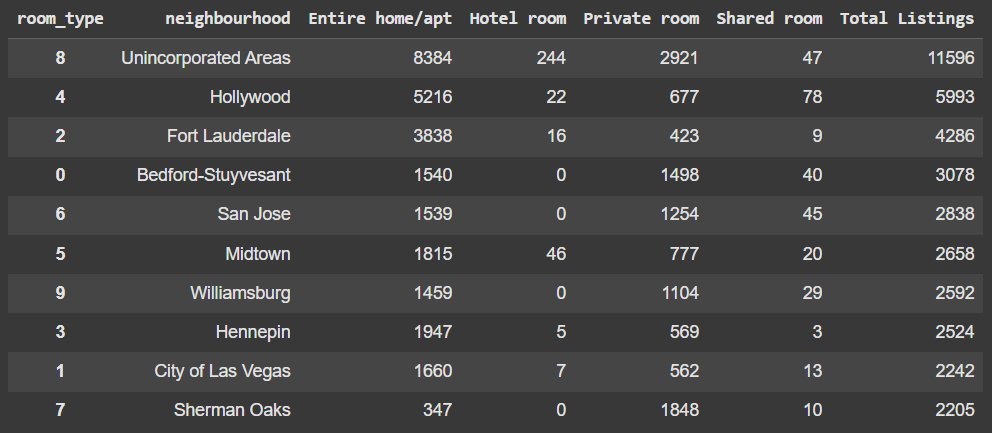 room_type neighbourhood Entire home/apt Hotel room Private room Shared room Total Listings
8 Unincorporated Areas 8384 244 2921 47 11596
4 Hollywood 5216 22 677 78 5993
2 Fort Lauderdale 3838 16 423 9 4286
0 Bedford-Stuyvesant 1540 0 1498 40 3078
6 San Jose 1539 0 1254 45 2838
5 Midtown 1815 46 777 20 2658
9 Williamsburg 1459 0 1104 29 2592
3 Hennepin 1947 5 569 3 2524
1 City of Las Vegas 1660 7 562 13 2242
7 Sherman Oaks 347 0 1848 10 2205